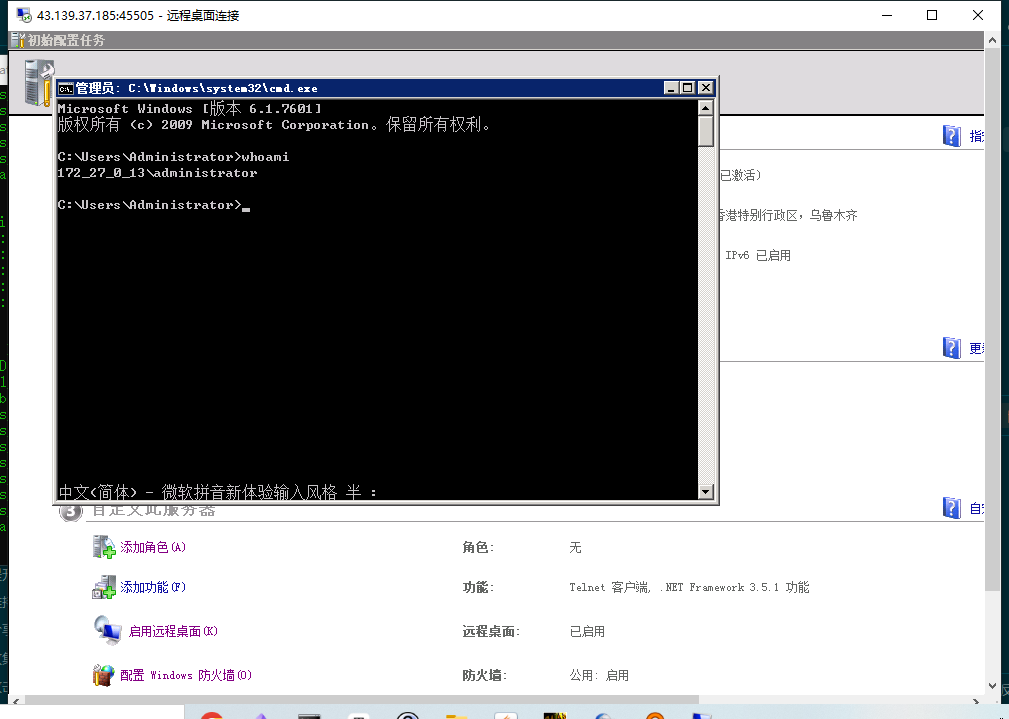 43.139.37.185:45505 - 远程桌面连接
初始配置任务
管理员: C:\Windows\system32\cmd.exe
Microsoft Windows [版本 6.1.7601]
版权所有 (c) 2009 Microsoft Corporation。保留所有权利。
C:\Users\Administrator>whoami
172_27_0_13\administrator
C:\Users\Administrator>
中文(简体) - 微软拼音新体验输入风格 半 :
已激活)
香港特别行政区, 乌鲁木齐
IPv6 已启用
3 自定义此服务器
添加角色(A) 角色: 无
添加功能(F) 功能: Telnet 客户端, .NET Framework 3.5.1 功能
启用远程桌面(K) 远程桌面: 已启用
配置 Windows 防火墙(O) 防火墙: 公用: 启用